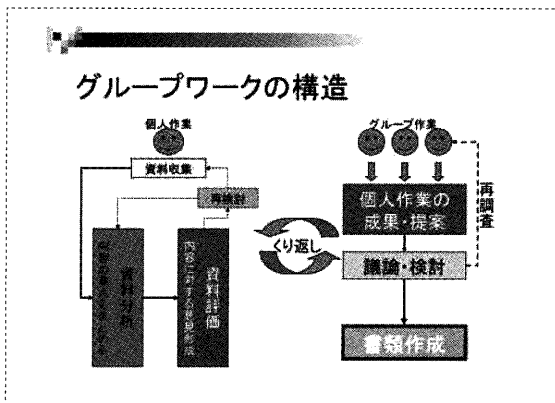 グループワークの構造
個人作業
資料収集
再検討
資料分析
資料評価
内容に対する意見形成
くり返し
グループ作業
個人作業の
成果・提案
議論・検討
再調査
書類作成